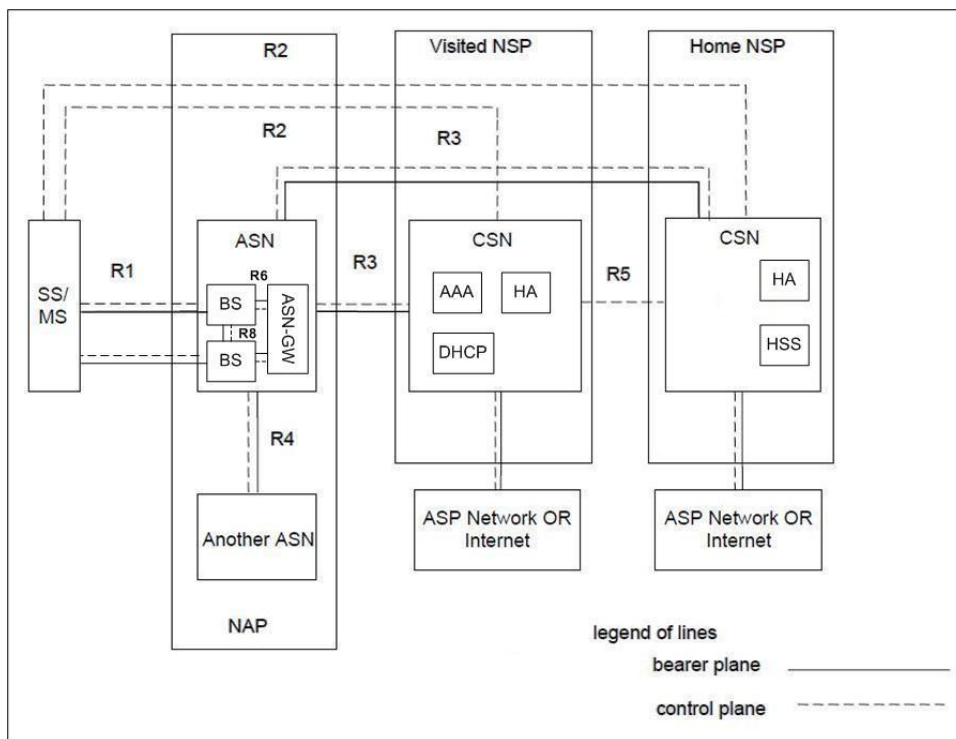 R2
Visited NSP
Home NSP
R2
R3
SS/
MS
R1
ASN
R6
BS
R8
BS
ASN-GW
R3
CSN
AAA
HA
DHCP
R5
CSN
HA
HSS
R4
Another ASN
NAP
ASP Network OR
Internet
ASP Network OR
Internet
legend of lines
bearer plane
control plane